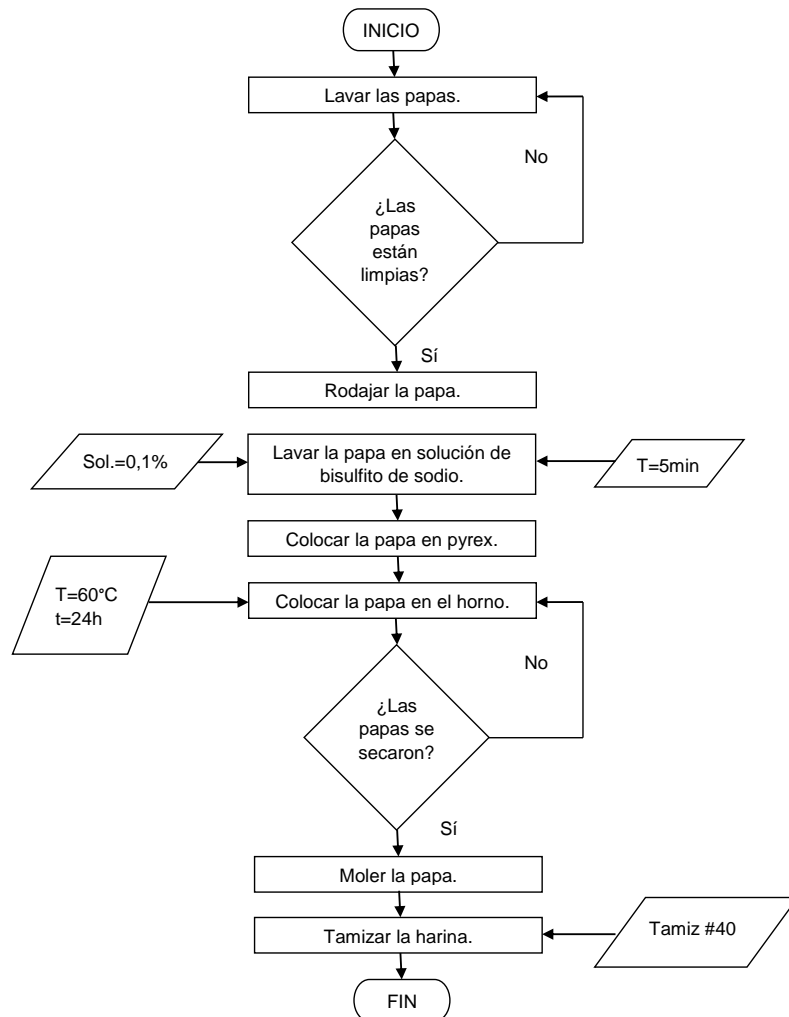 INICIO
Lavar las papas.
No
¿Las
papas
están
limpias?
Sí
Rodajar la papa.
Sol.=0,1%
Lavar la papa en solución de
bisulfito de sodio.
T=5min
Colocar la papa en pyrex.
T=60°C
t=24h
Colocar la papa en el horno.
No
¿Las
papas se
secaron?
Sí
Moler la papa.
Tamizar la harina.
Tamiz #40
FIN